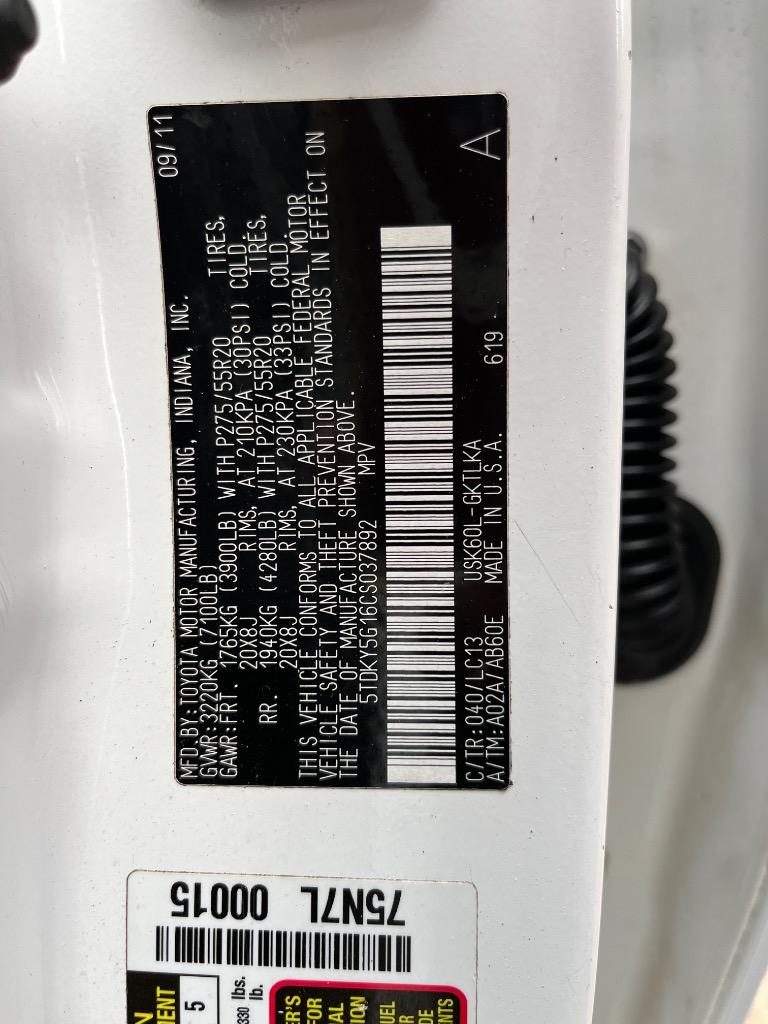 MFD.BY:TOYOTA MOTOR MANUFACTURING, INDIANA, INC. 09/11
GVWR:3220KG (7100LB)
GAWR:FRT. 1765KG (3900LB) WITH P275/55R20 TIRES,
20X8J RIMS, AT 210KPA (30PSI) COLD.
RR. 1940KG (4280LB) WITH P275/55R20 TIRES,
20X8J RIMS, AT 230KPA (33PSI) COLD.
THIS VEHICLE CONFORMS TO ALL APPLICABLE FEDERAL MOTOR
VEHICLE SAFETY AND THEFT PREVENTION STANDARDS IN EFFECT ON
THE DATE OF MANUFACTURE SHOWN ABOVE.
5TDKY5G16CS037892 MPV
C/TR:040/LC13 USK60L-GKTLKA
A/TM:A02A/AB60E MADE IN U.S.A. 619 A
75N7L
00015
5
330 lbs.
lb.
ER'S
FOR
UEL